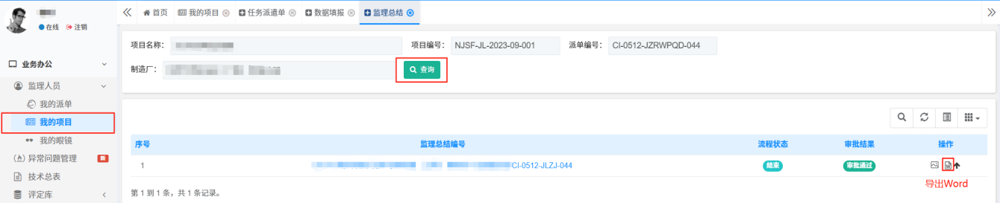 首页 我的项目 任务派遣单 数据填报 监理总结
在线 注销
项目名称： 项目编号： NJSF-JL-2023-09-001 派单编号： CI-0512-JZRWPQD-044
业务办公
制造厂： 查询
监理人员
我的派单
我的项目
我的眼镜
序号 监理总结编号 流程状态 审批结果 操作
异常问题管理
1 CI-0512-JLZJ-044 结束 审批通过
技术总表
导出Word
评定库
第 1 到 1 条，共 1 条记录。